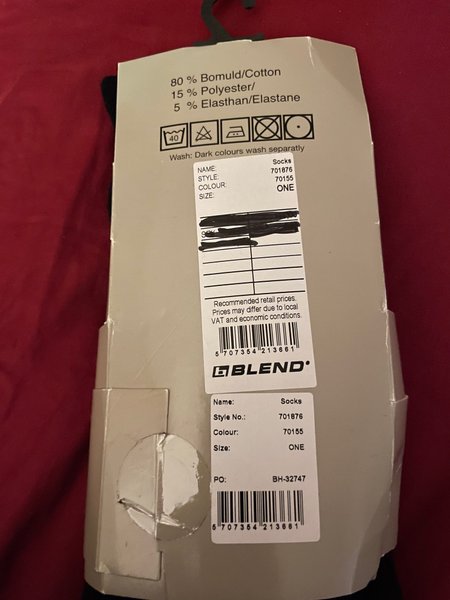 80 % Bomuld/Cotton
15 % Polyester/
5 % Elasthan/Elastane
40
Wash: Dark colours wash separatly
NAME: Socks
STYLE: 701876
COLOUR: 70155
SIZE: ONE
Recommended retail prices.
Prices may differ due to local
VAT and economic conditions.
5 707354 213661
BLEND
Name: Socks
Style No.: 701876
Colour: 70155
Size: ONE
PO: BH-32747
5 707354 213661